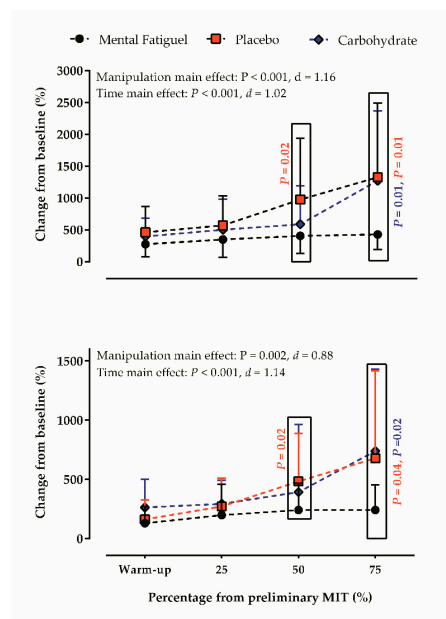 Mental Fatiguel Placebo Carbohydrate
Manipulation main effect: P < 0.001, d = 1.16
Time main effect: P < 0.001, d = 1.02
Change from baseline (%)
3000
2500
2000
1500
1000
500
0
P = 0.02
P = 0.01, P = 0.01
Manipulation main effect: P = 0.002, d = 0.88
Time main effect: P < 0.001, d = 1.14
Change from baseline (%)
1500
1000
500
0
P = 0.02
P = 0.04, P =0.02
Warm-up 25 50 75
Percentage from preliminary MIT (%)